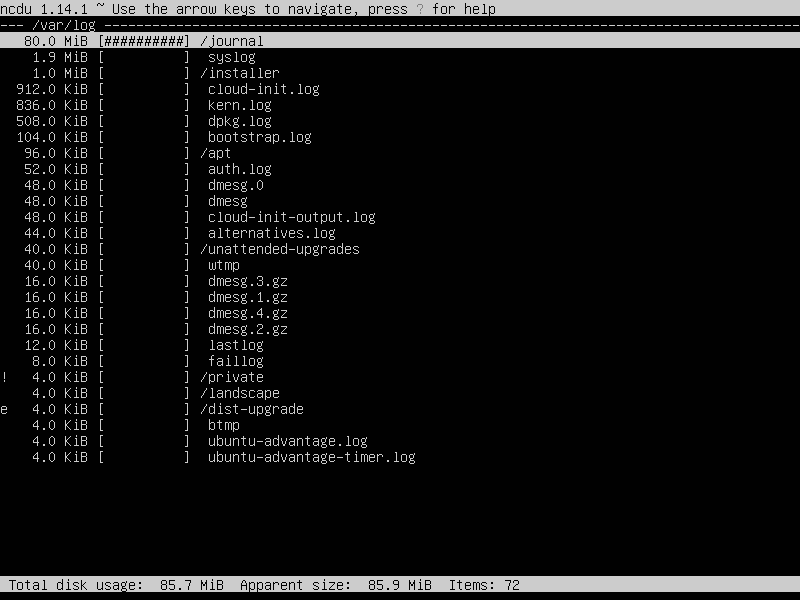 ncdu 1.14.1 ~ Use the arrow keys to navigate, press ? for help
--- /var/log ----------------------------------------------------------------------------------------
   80.0 MiB [##########] /journal
    1.9 MiB [          ]  syslog
    1.0 MiB [          ] /installer
  912.0 KiB [          ]  cloud-init.log
  836.0 KiB [          ]  kern.log
  508.0 KiB [          ]  dpkg.log
  104.0 KiB [          ]  bootstrap.log
   96.0 KiB [          ] /apt
   52.0 KiB [          ]  auth.log
   48.0 KiB [          ]  dmesg.0
   48.0 KiB [          ]  dmesg
   48.0 KiB [          ]  cloud-init-output.log
   44.0 KiB [          ]  alternatives.log
   40.0 KiB [          ] /unattended-upgrades
   40.0 KiB [          ]  wtmp
   16.0 KiB [          ]  dmesg.3.gz
   16.0 KiB [          ]  dmesg.1.gz
   16.0 KiB [          ]  dmesg.4.gz
   16.0 KiB [          ]  dmesg.2.gz
   12.0 KiB [          ]  lastlog
    8.0 KiB [          ]  faillog
!   4.0 KiB [          ] /private
    4.0 KiB [          ] /landscape
e   4.0 KiB [          ] /dist-upgrade
    4.0 KiB [          ]  btmp
    4.0 KiB [          ]  ubuntu-advantage.log
    4.0 KiB [          ]  ubuntu-advantage-timer.log
 Total disk usage:  85.7 MiB  Apparent size:  85.9 MiB  Items: 72